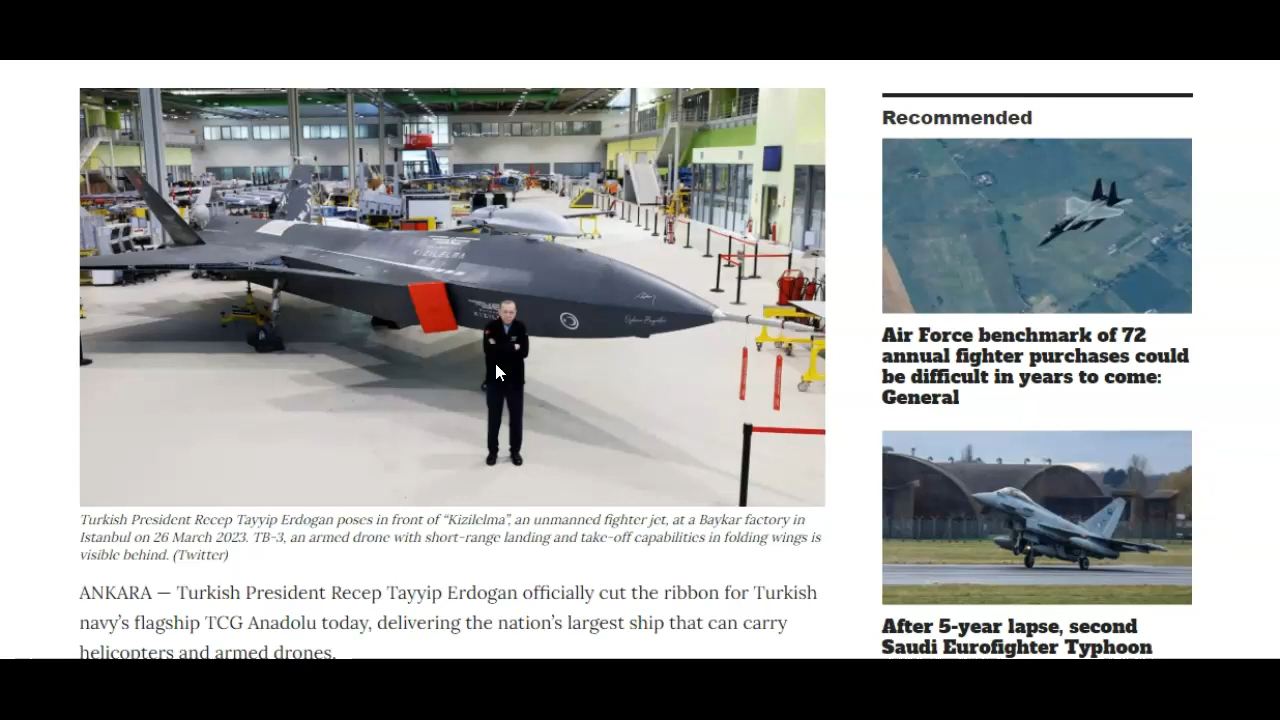 KIZILELMA
Turkish President Recep Tayyip Erdogan poses in front of “Kizilelma”, an unmanned fighter jet, at a Baykar factory in
Istanbul on 26 March 2023. TB-3, an armed drone with short-range landing and take-off capabilities in folding wings is
visible behind. (Twitter)
ANKARA — Turkish President Recep Tayyip Erdogan officially cut the ribbon for Turkish
navy’s flagship TCG Anadolu today, delivering the nation’s largest ship that can carry
helicopters and armed drones.
Recommended
Air Force benchmark of 72
annual fighter purchases could
be difficult in years to come:
General
After 5-year lapse, second
Saudi Eurofighter Typhoon